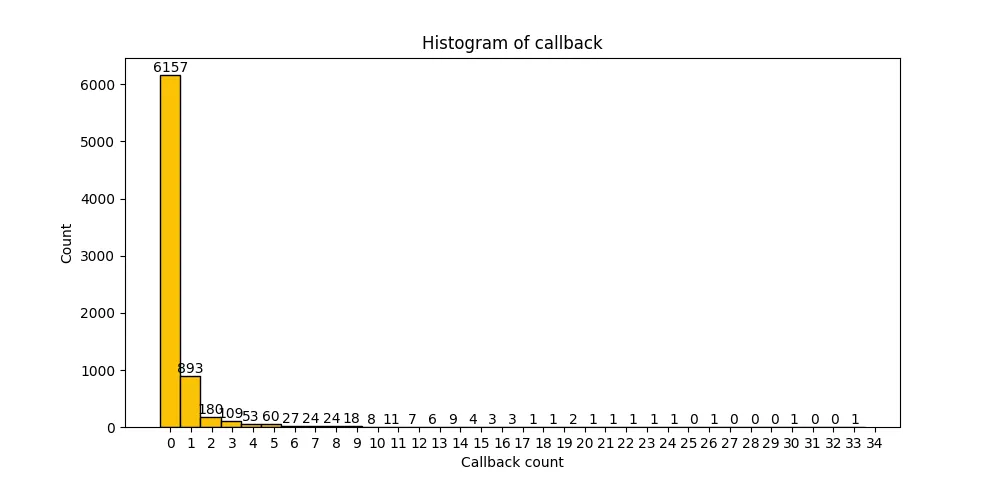 Histogram of callback
6157
6000
5000
4000
3000
2000
1000
0
Count
893
180 109 53 60 27 24 24 18 8 11 7 6 9 4 3 3 1 1 2 1 1 1 1 1 0 1 0 0 0 1 0 0 1
0 1 2 3 4 5 6 7 8 9 10 11 12 13 14 15 16 17 18 19 20 21 22 23 24 25 26 27 28 29 30 31 32 33 34
Callback count